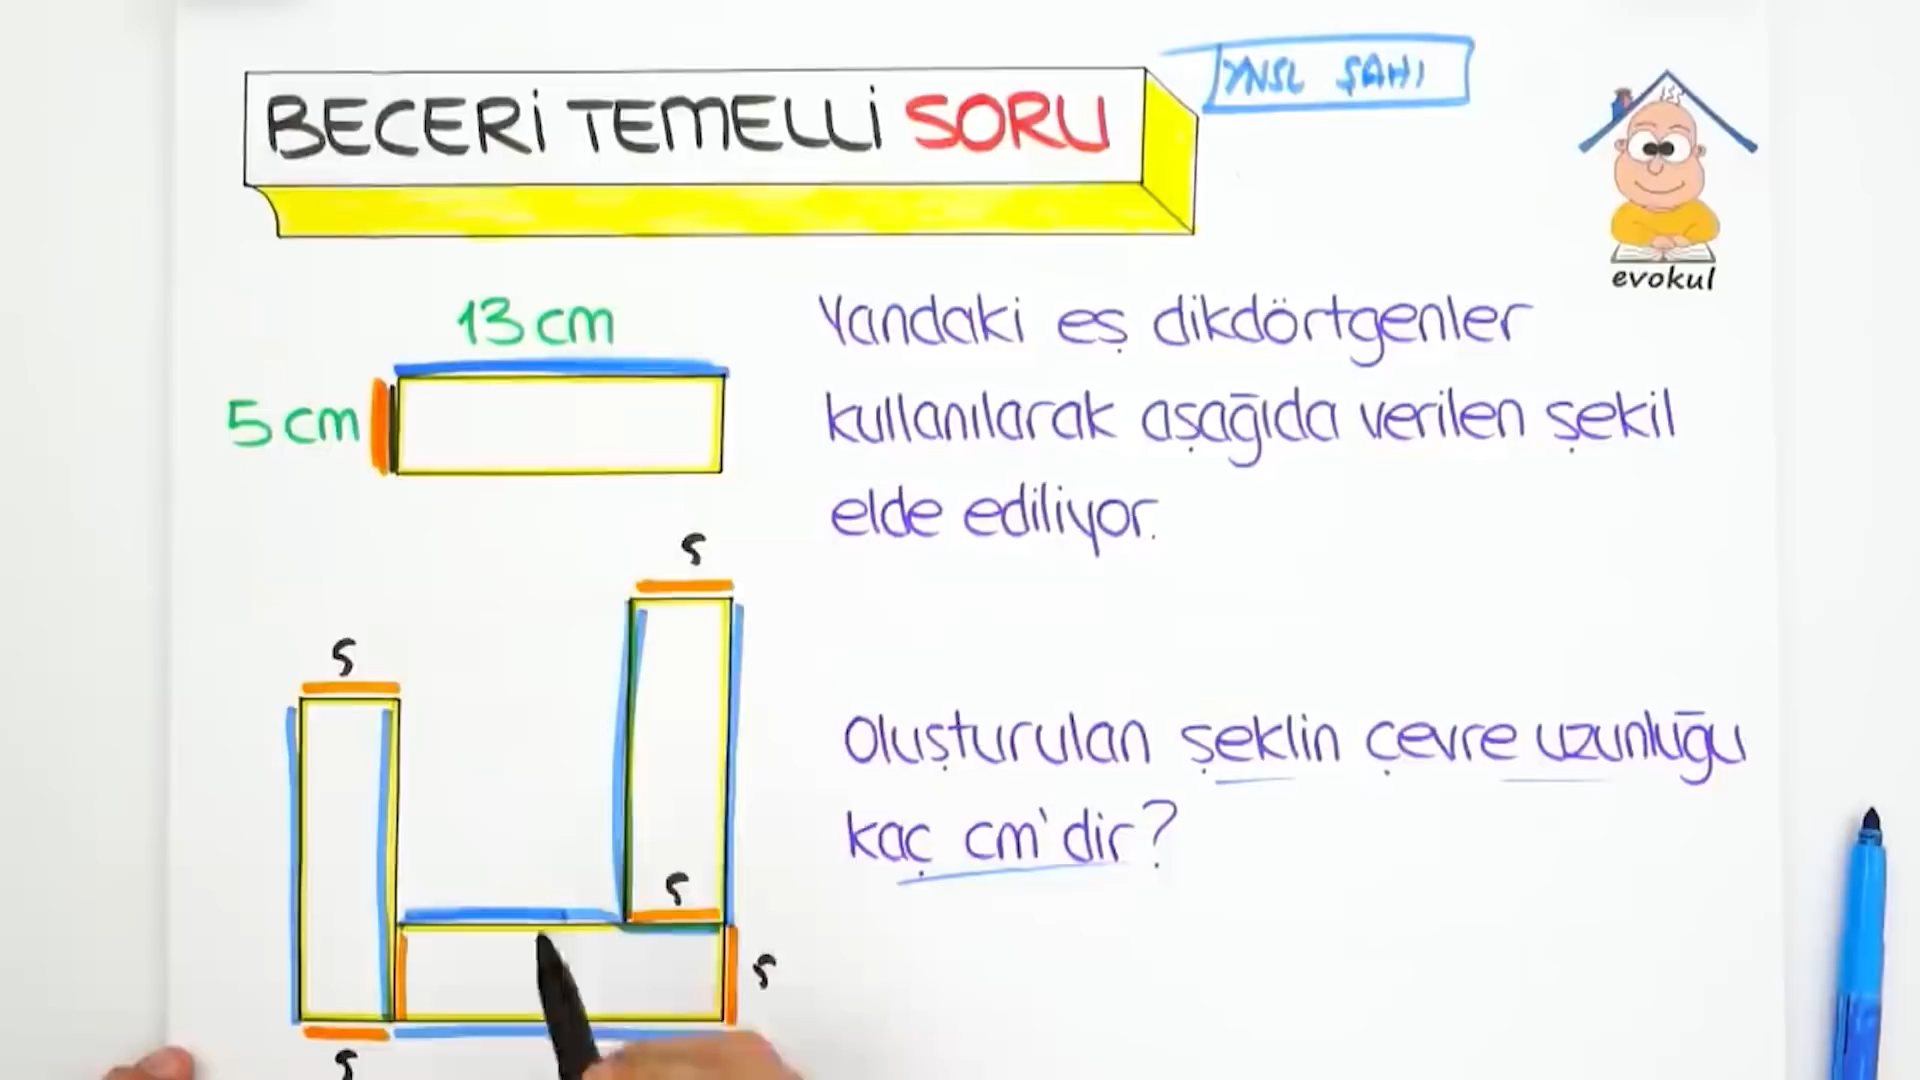 BECERİ TEMELLİ SORU
ŞAHI
evokul
13 cm
5 cm
Yandaki eş dikdörtgenler
kullanılarak aşağıda verilen şekil
elde ediliyor.
5
5
5
5
5
Oluşturulan şeklin çevre uzunluğu
kaç cm'dir?